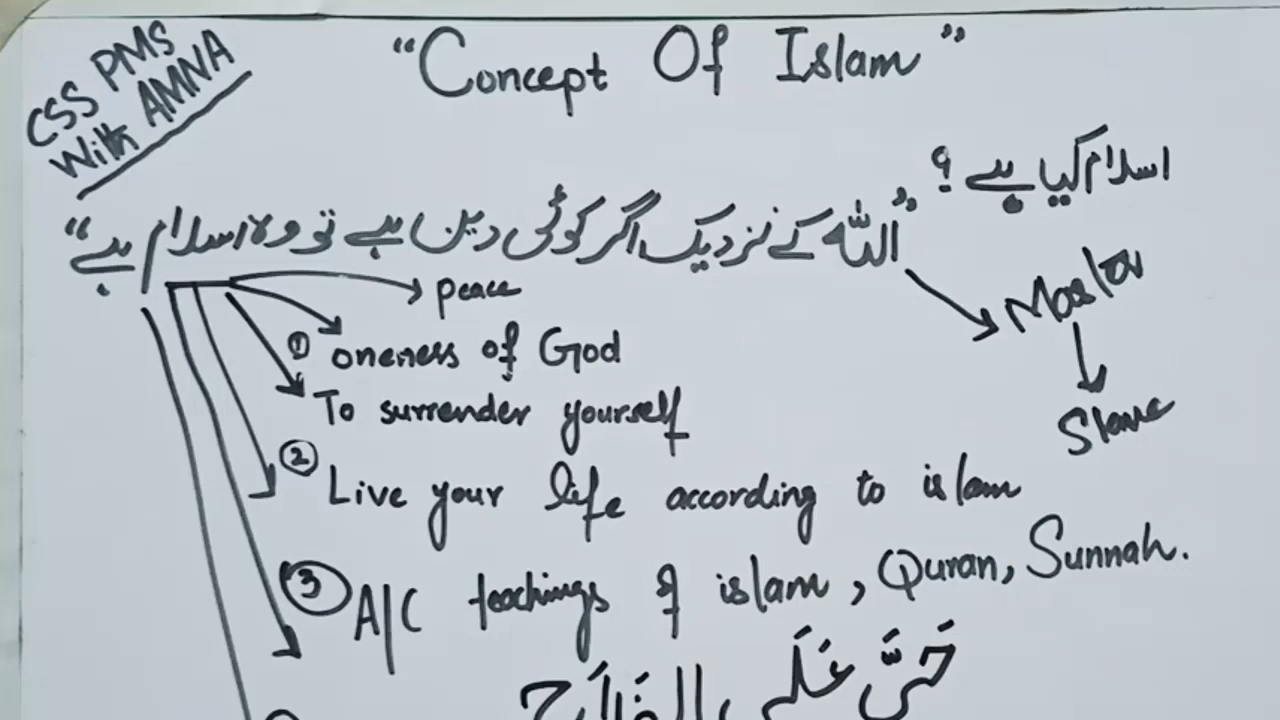 CSS PMS
With AMNA
"Concept Of Islam"
اسلام کیا ہے؟
"اللہ کے نزدیک اگر کوئی دین ہے تو وہ اسلام ہے"
peace
Master
① oneness of God
To surrender yourself
Slave
② Live your life according to islam
③ A/C teachings of islam, Quran, Sunnah.
حَیَّ عَلَی الفَلاَح